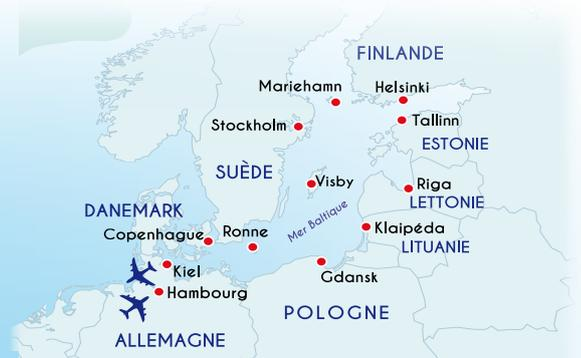 FINLANDE
Mariehamn
Helsinki
Stockholm
Tallinn
ESTONIE
SUÈDE
Visby
Riga
LETTONIE
DANEMARK
Mer Baltique
Copenhague
Ronne
Klaipéda
LITUANIE
Kiel
Gdansk
Hambourg
POLOGNE
ALLEMAGNE